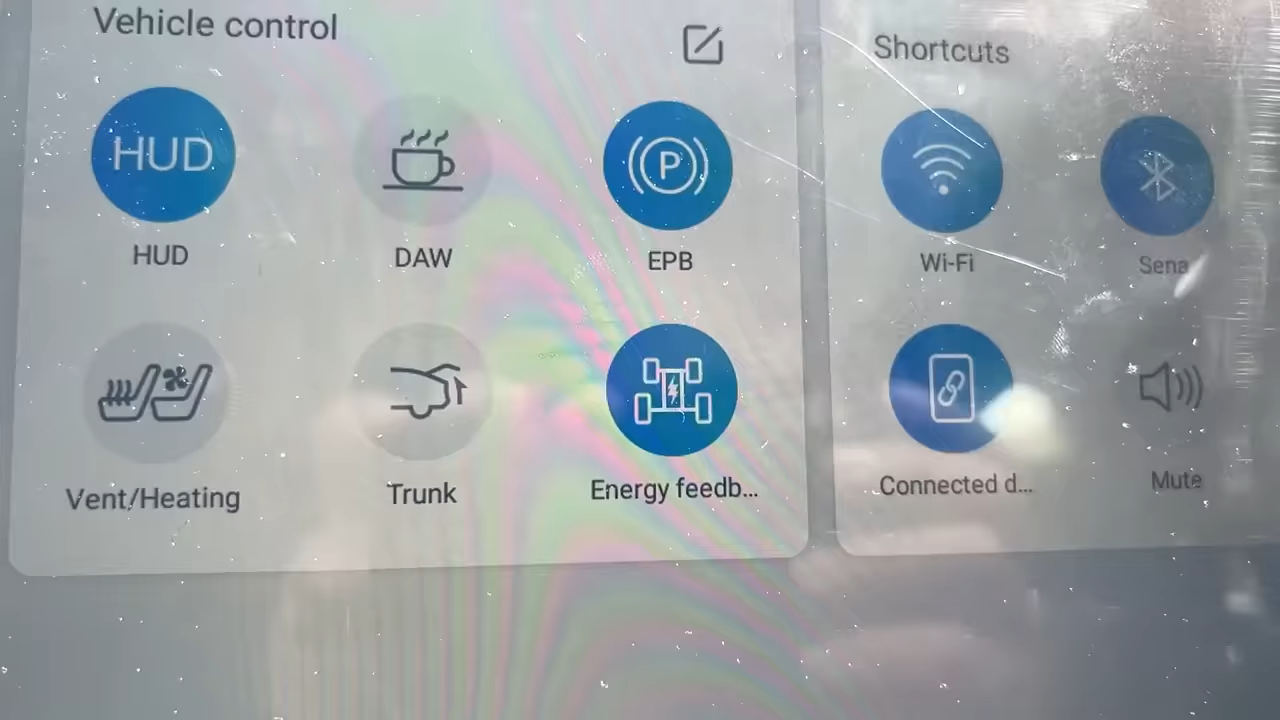 Vehicle control
Shortcuts
HUD
P
HUD
DAW
EPB
Wi-Fi
Sena
Vent/Heating
Trunk
Energy feedb...
Connected d...
Mute